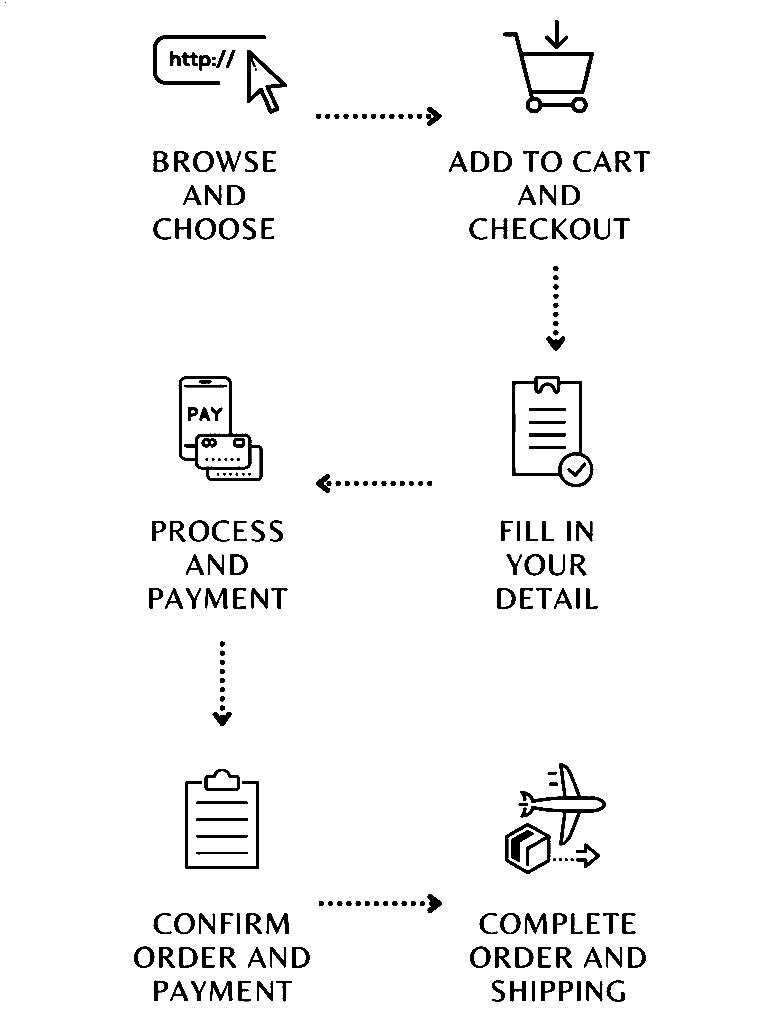 http://
BROWSE
AND
CHOOSE
ADD TO CART
AND
CHECKOUT
FILL IN
YOUR
DETAIL
PAY
PROCESS
AND
PAYMENT
CONFIRM
ORDER AND
PAYMENT
COMPLETE
ORDER AND
SHIPPING